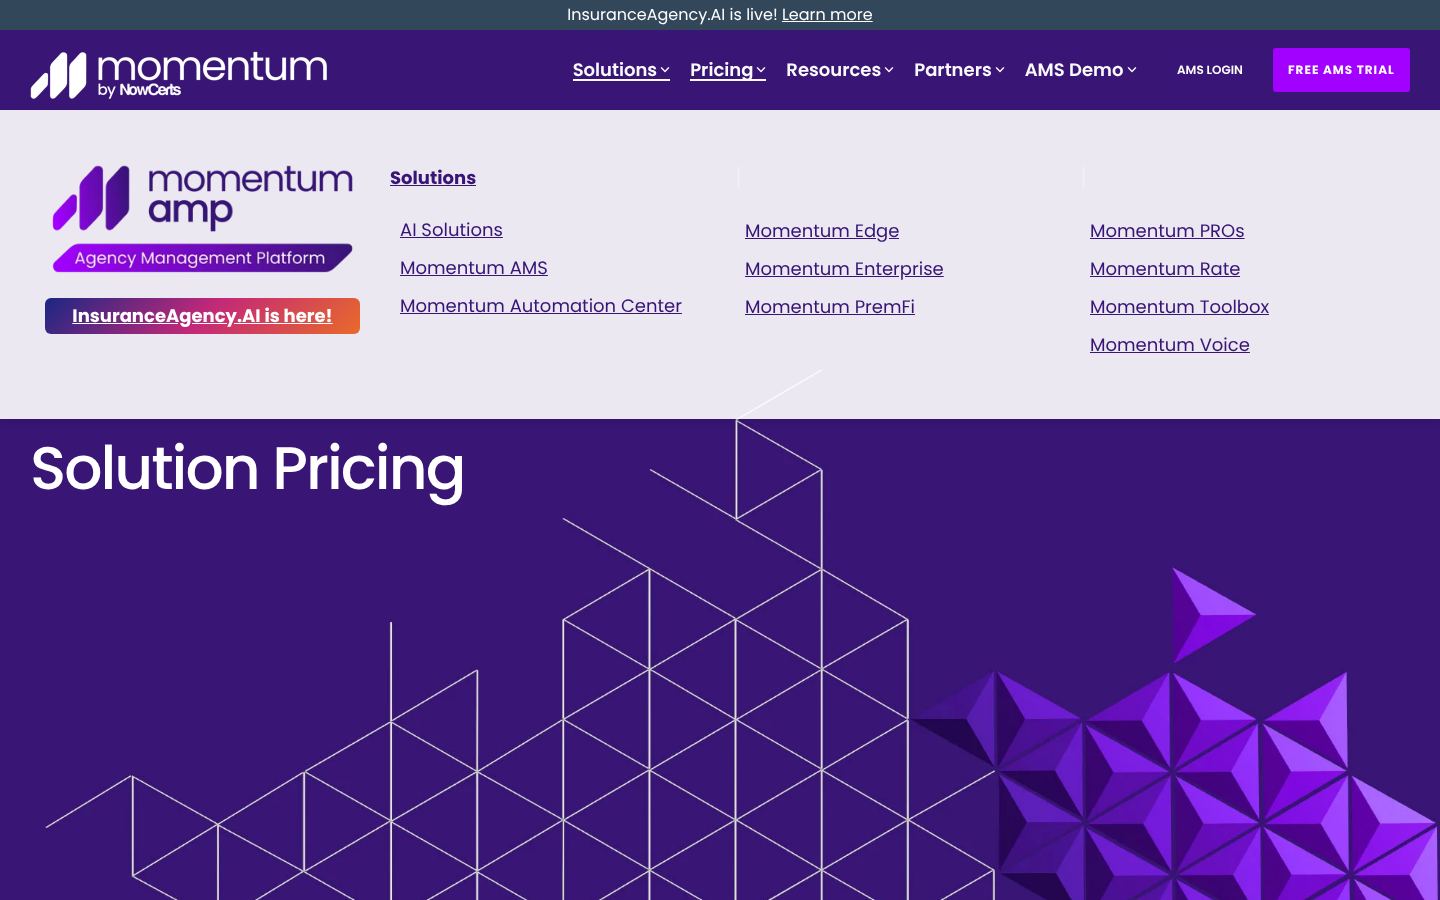 InsuranceAgency.AI is live! Learn more
momentum
by NowCerts
Solutions
Pricing
Resources
Partners
AMS Demo
AMS LOGIN
FREE AMS TRIAL
momentum
amp
Agency Management Platform
InsuranceAgency.AI is here!
Solutions
AI Solutions
Momentum AMS
Momentum Automation Center
Momentum Edge
Momentum Enterprise
Momentum PremFi
Momentum PROs
Momentum Rate
Momentum Toolbox
Momentum Voice
Solution Pricing